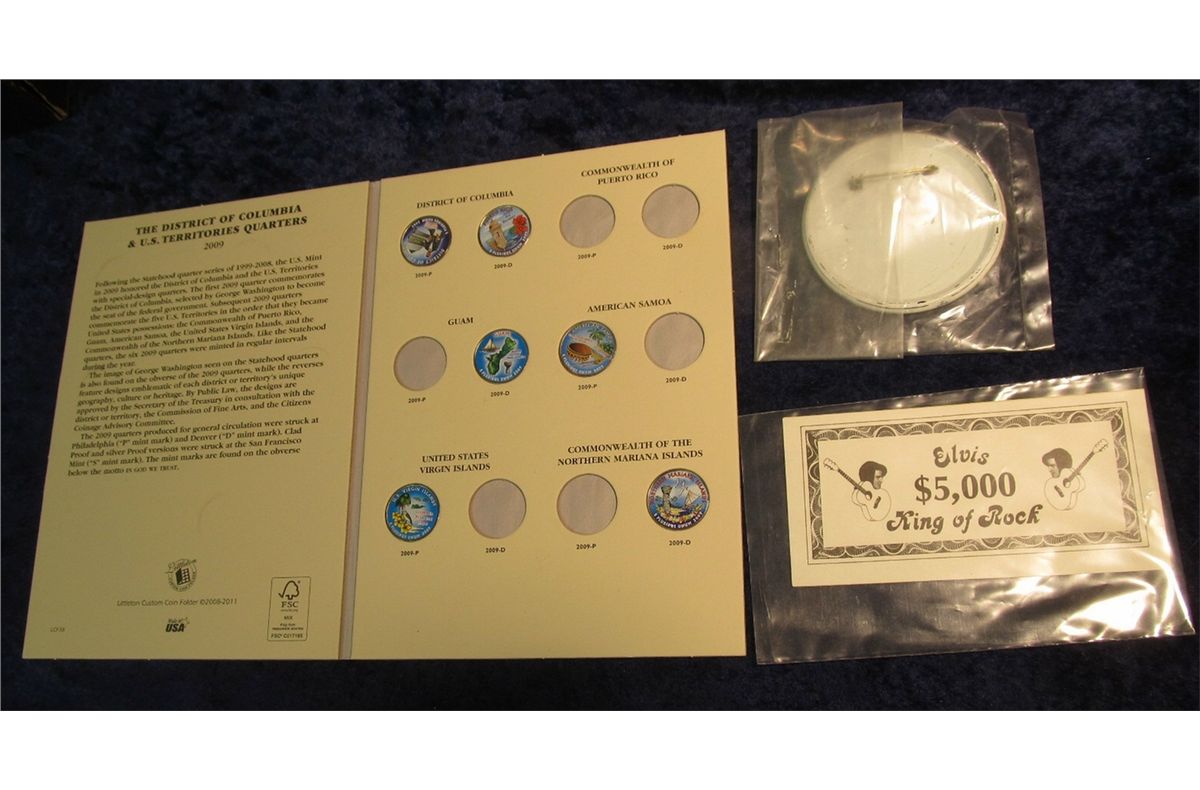 THE DISTRICT OF COLUMBIA
& U.S. TERRITORIES QUARTERS
2009
Following the Statehood quarter series of 1999-2008, the U.S. Mint
in 2009 honored the District of Columbia and the U.S. Territories
with special-design quarters. The first 2009 quarter commemorates
the District of Columbia, selected by George Washington to become
the seat of the federal government. Subsequent 2009 quarters
commemorate the five U.S. Territories in the order that they became
United States possessions: the Commonwealth of Puerto Rico,
Guam, American Samoa, the United States Virgin Islands, and the
Commonwealth of the Northern Mariana Islands. Like the Statehood
quarters, the six 2009 quarters were minted in regular intervals
during the year.
The image of George Washington seen on the Statehood quarters
is also found on the obverse of the 2009 quarters, while the reverses
feature designs emblematic of each district or territory's unique
geography, culture or heritage. By Public Law, the designs are
approved by the Secretary of the Treasury in consultation with the
district or territory, the Commission of Fine Arts, and the Citizens
Coinage Advisory Committee.
The 2009 quarters produced for general circulation were struck at
Philadelphia ("P" mint mark) and Denver ("D" mint mark). Clad
Proof and silver Proof versions were struck at the San Francisco
Mint ("S" mint mark). The mint marks are found on the obverse
below the motto IN GOD WE TRUST.
Littleton
Littleton Custom Coin Folder ©2008-2011
LCF38
Made in
USA
FSC
MIX
FSC® C017165
DISTRICT OF COLUMBIA
2009-P
2009-D
COMMONWEALTH OF
PUERTO RICO
2009-P
2009-D
GUAM
2009-P
2009-D
AMERICAN SAMOA
2009-P
2009-D
UNITED STATES
VIRGIN ISLANDS
2009-P
2009-D
COMMONWEALTH OF THE
NORTHERN MARIANA ISLANDS
2009-P
2009-D
Elvis
$5,000
King of Rock